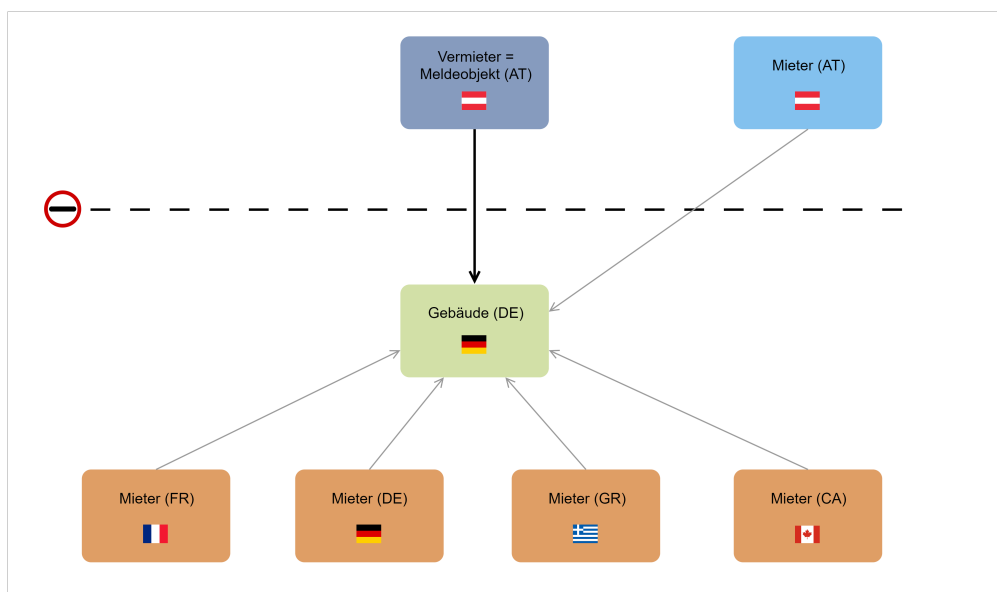 Vermieter =
Meldeobjekt (AT)
Mieter (AT)
Gebäude (DE)
Mieter (FR)
Mieter (DE)
Mieter (GR)
Mieter (CA)